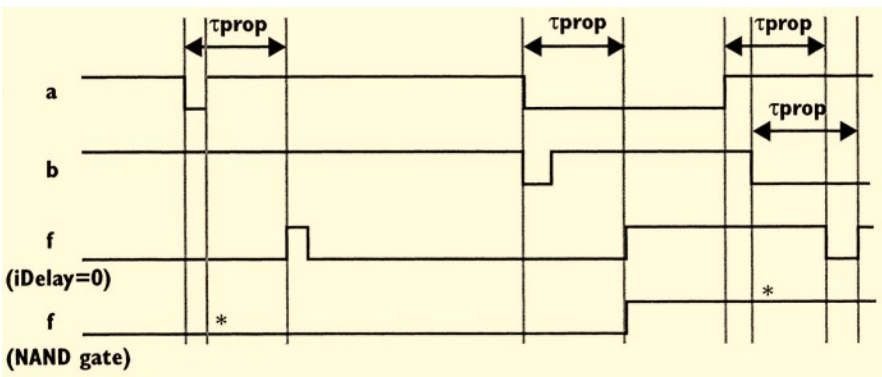 τprop
τprop
τprop
a
τprop
b
f
(iDelay=0)
*
f
*
(NAND gate)